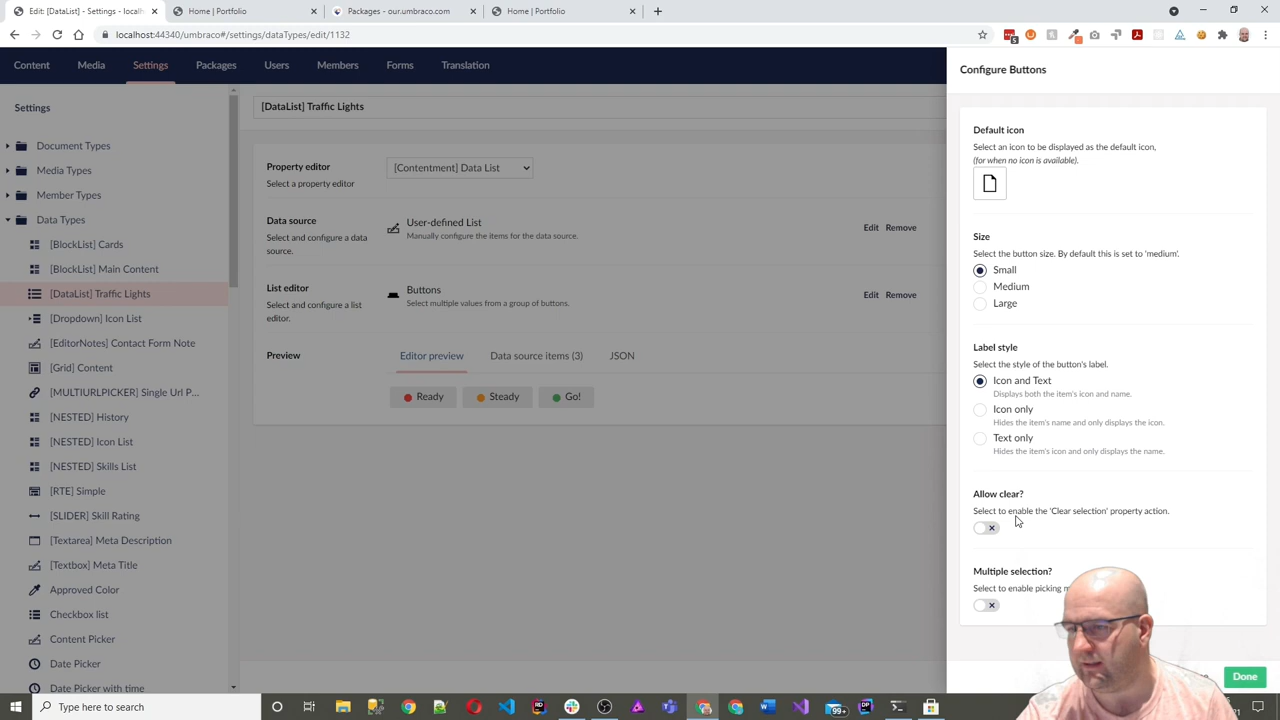 Edit: [DataList] Settings - localh
Home | Portfolio
Packages - our.umbraco.com
Home | Portfolio
localhost:44340/umbraco#/settings/dataTypes/edit/1132
Content
Media
Settings
Packages
Users
Members
Forms
Translation
Configure Buttons
Settings
Document Types
Media Types
Member Types
Data Types
[BlockList] Cards
[BlockList] Main Content
[DataList] Traffic Lights
[Dropdown] Icon List
[EditorNotes] Contact Form Note
[Grid] Content
[MULTIURLPICKER] Single Url P...
[NESTED] History
[NESTED] Icon List
[NESTED] Skills List
[RTE] Simple
[SLIDER] Skill Rating
[Textarea] Meta Description
[Textbox] Meta Title
Approved Color
Checkbox list
Content Picker
Date Picker
Date Picker with time
[DataList] Traffic Lights
Property editor
Select a property editor
[Contentment] Data List
Data source
Select and configure a data
source.
User-defined List
Manually configure the items for the data source.
Edit Remove
List editor
Select and configure a list
editor.
Buttons
Select multiple values from a group of buttons.
Edit Remove
Preview
Editor preview
Data source items (3)
JSON
Ready
Steady
Go!
Default icon
Select an icon to be displayed as the default icon,
(for when no icon is available).
Size
Select the button size. By default this is set to 'medium'.
Small
Medium
Large
Label style
Select the style of the button's label.
Icon and Text
Displays both the item's icon and name.
Icon only
Hides the item's name and only displays the icon.
Text only
Hides the item's icon and only displays the name.
Allow clear?
Select to enable the 'Clear selection' property action.
Multiple selection?
Select to enable picking
Done
Type here to search
99+